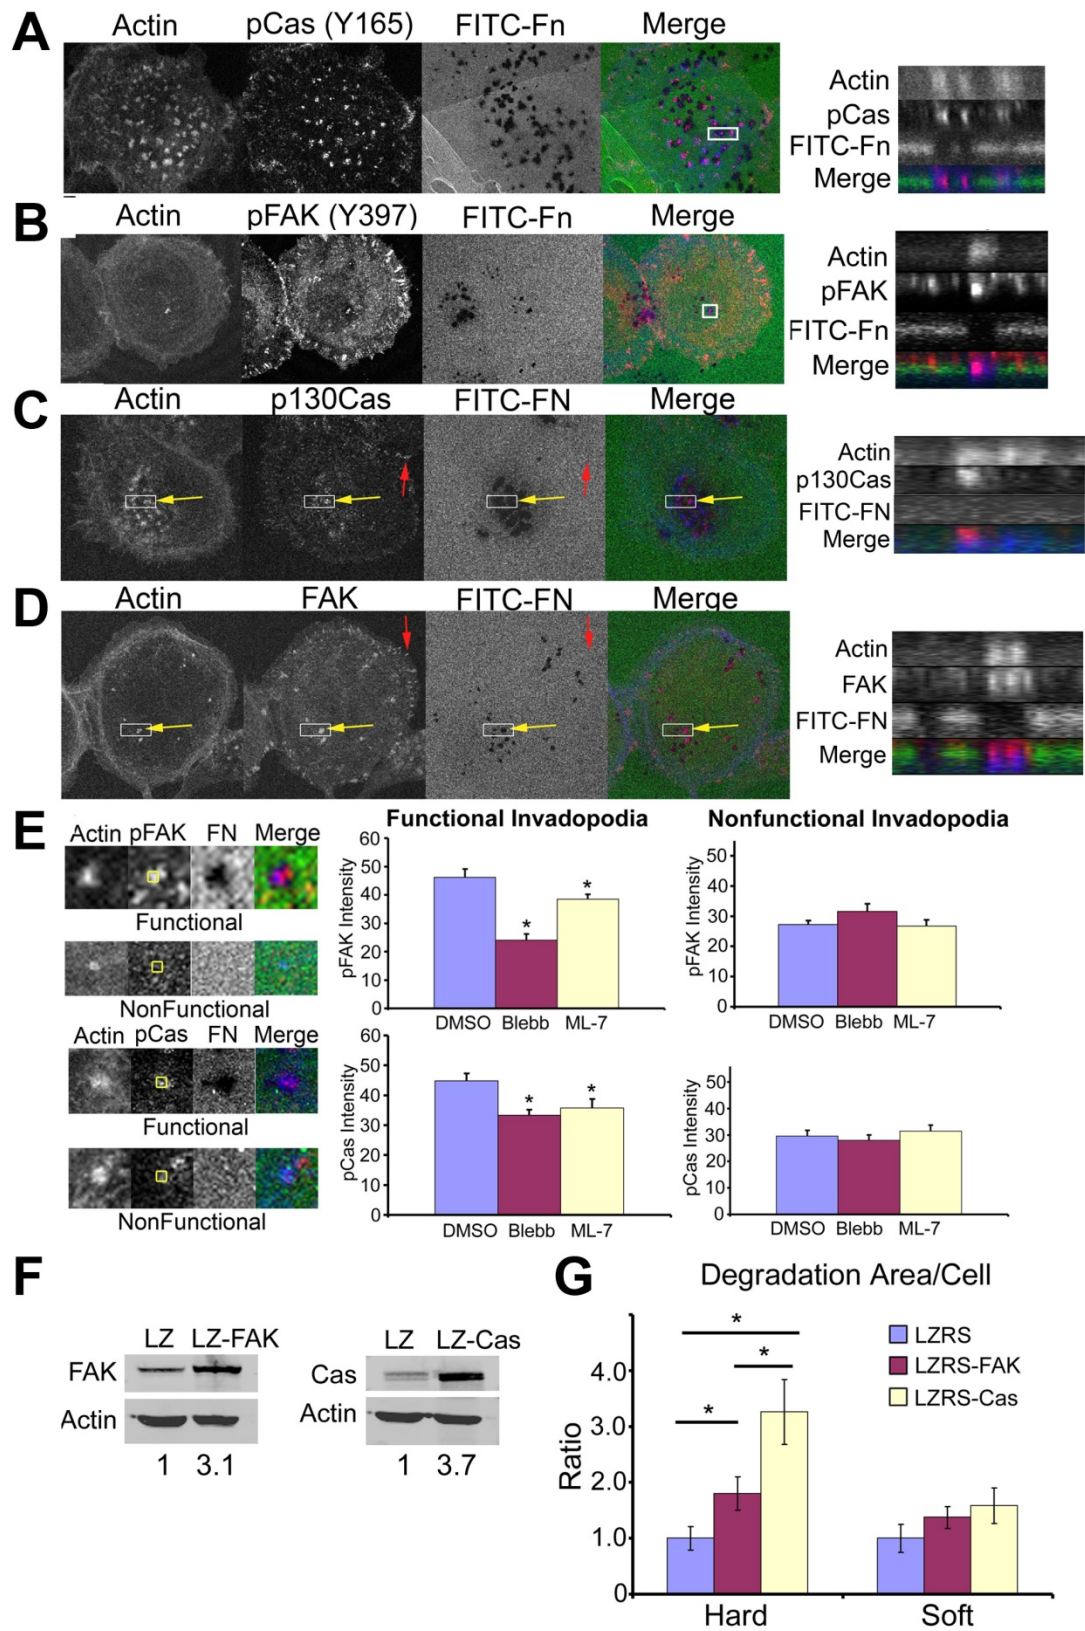 A
Actin pCas (Y165) FITC-Fn Merge
Actin
pCas
FITC-Fn
Merge
B
Actin pFAK (Y397) FITC-Fn Merge
Actin
pFAK
FITC-Fn
Merge
C
Actin p130Cas FITC-FN Merge
Actin
p130Cas
FITC-FN
Merge
D
Actin FAK FITC-FN Merge
Actin
FAK
FITC-FN
Merge
E
Actin pFAK FN Merge
Functional
NonFunctional
Actin pCas FN Merge
Functional
NonFunctional
Functional Invadopodia
pFAK Intensity
60
50
40
30
20
10
0
* *
DMSO Blebb ML-7
Nonfunctional Invadopodia
pFAK Intensity
50
40
30
20
10
0
DMSO Blebb ML-7
pCas Intensity
60
50
40
30
20
10
0
* *
DMSO Blebb ML-7
pCas Intensity
50
40
30
20
10
0
DMSO Blebb ML-7
F
LZ LZ-FAK
FAK
Actin
1 3.1
LZ LZ-Cas
Cas
Actin
1 3.7
G
Degradation Area/Cell
Ratio
4.0
3.0
2.0
1.0
0
*
*
*
LZRS
LZRS-FAK
LZRS-Cas
Hard Soft